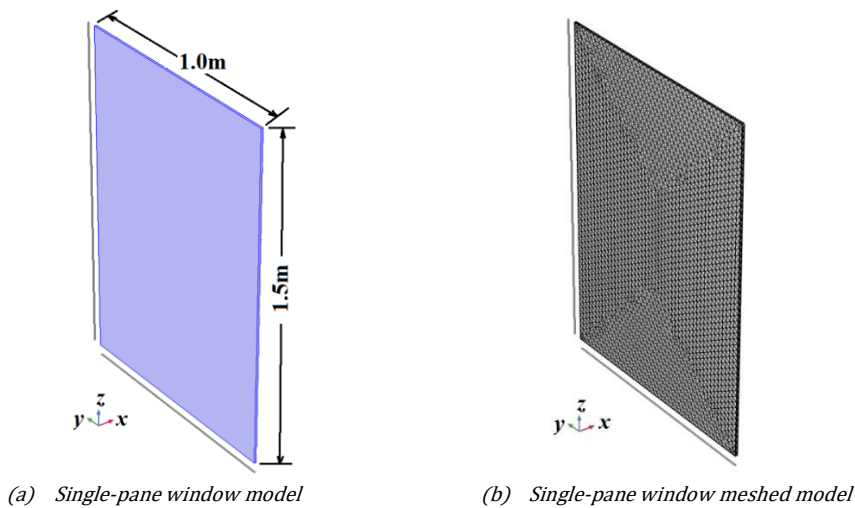 1.0m
1.5m
z
y x
z
y x
(a) Single-pane window model
(b) Single-pane window meshed model